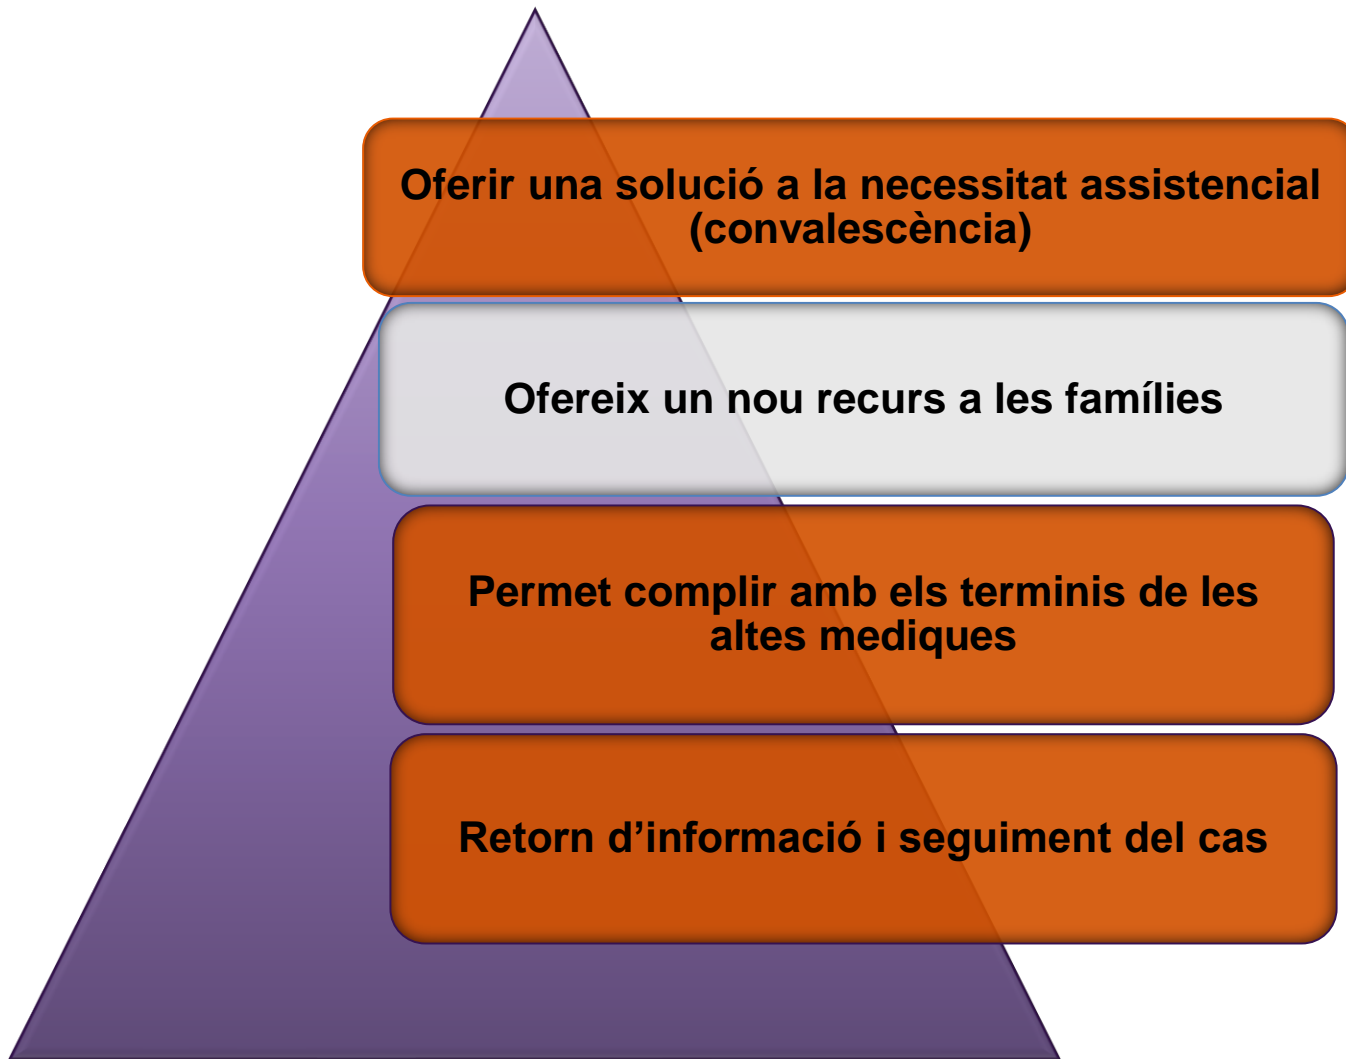 Oferir una solució a la necessitat assistencial
(convalescència)
Ofereix un nou recurs a les famílies
Permet complir amb els terminis de les
altes mediques
Retorn d’informació i seguiment del cas